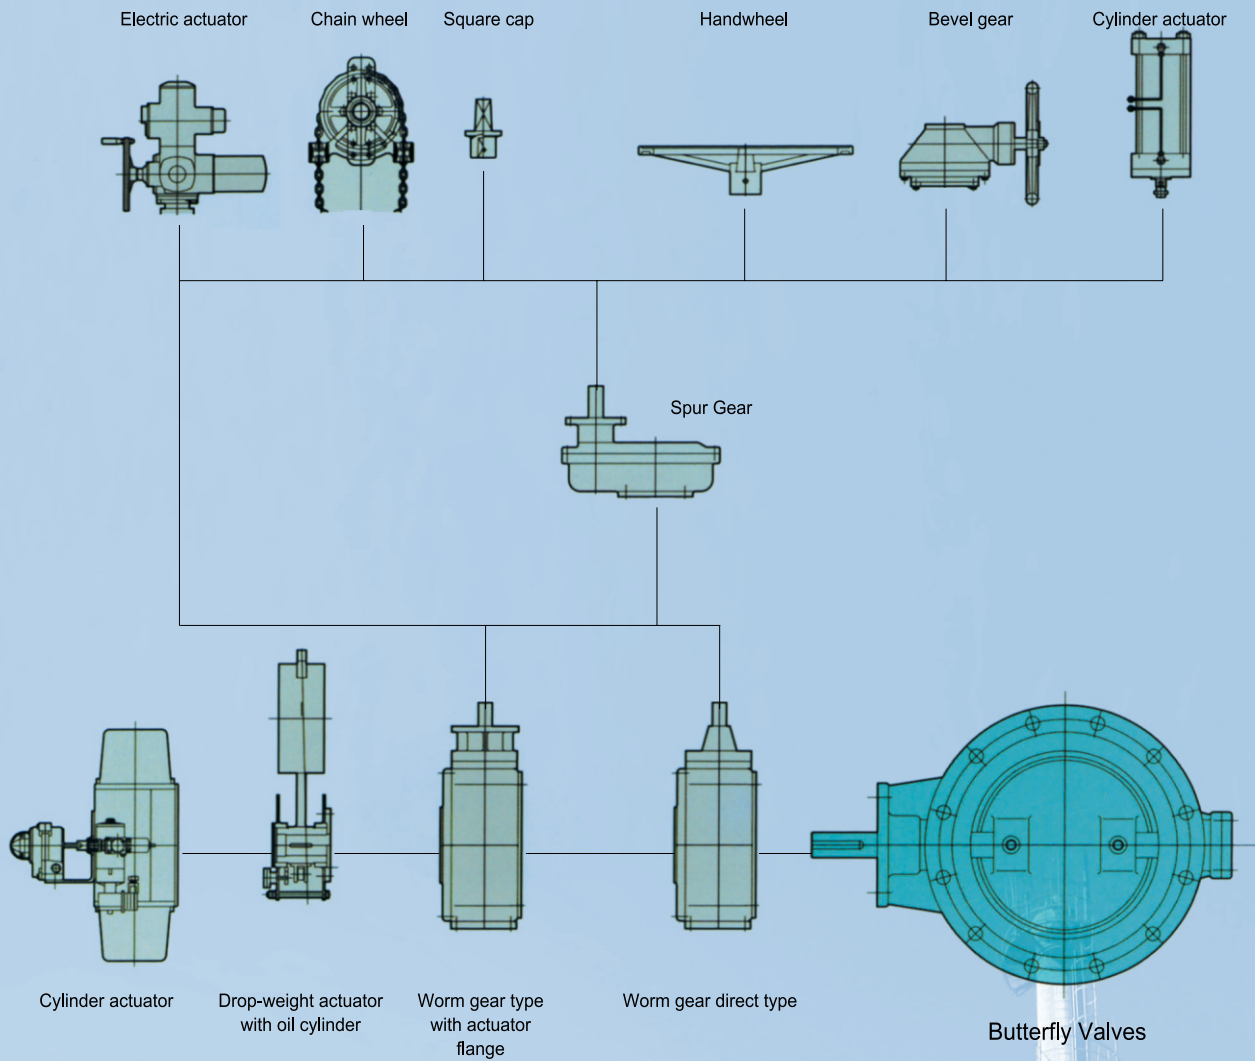 Electric actuator
Chain wheel
Square cap
Handwheel
Bevel gear
Cylinder actuator
Spur Gear
Cylinder actuator
Drop-weight actuator
with oil cylinder
Worm gear type
with actuator
flange
Worm gear direct type
Butterfly Valves